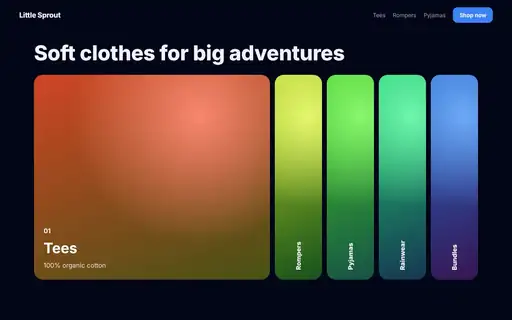 Little Sprout
Tees Rompers Pyjamas Shop now
Soft clothes for big adventures
01
Tees
100% organic cotton
Rompers
Pyjamas
Rainwear
Bundles